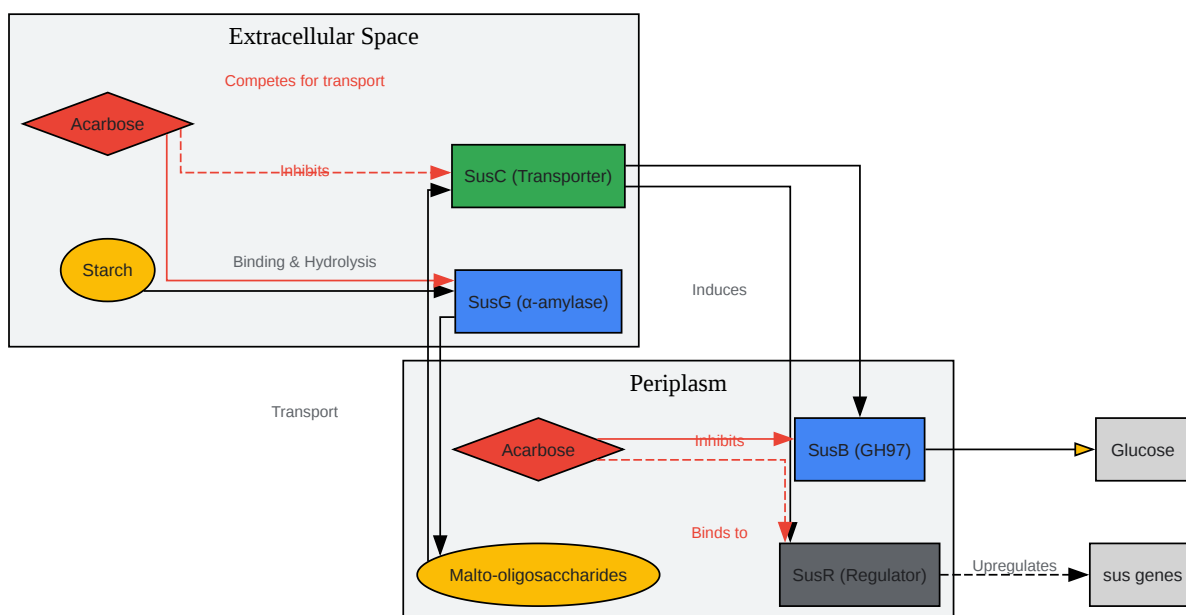 Extracellular Space
Competes for transport
Acarbose
Inhibits
SusC (Transporter)
Binding & Hydrolysis
Starch
SusG (α-amylase)
Induces
Periplasm
Transport
Acarbose
Inhibits
SusB (GH97)
Glucose
Binds to
Malto-oligosaccharides
SusR (Regulator)
Upregulates
sus genes